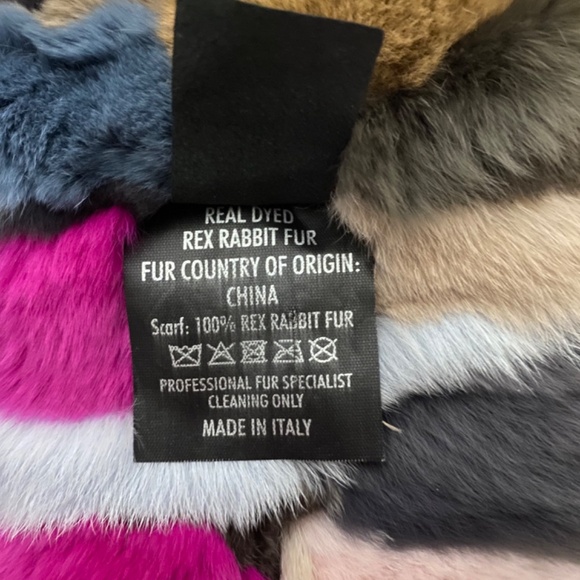 REAL DYED
REX RABBIT FUR
FUR COUNTRY OF ORIGIN:
CHINA
Scarf: 100% REX RABBIT FUR
PROFESSIONAL FUR SPECIALIST
CLEANING ONLY
MADE IN ITALY